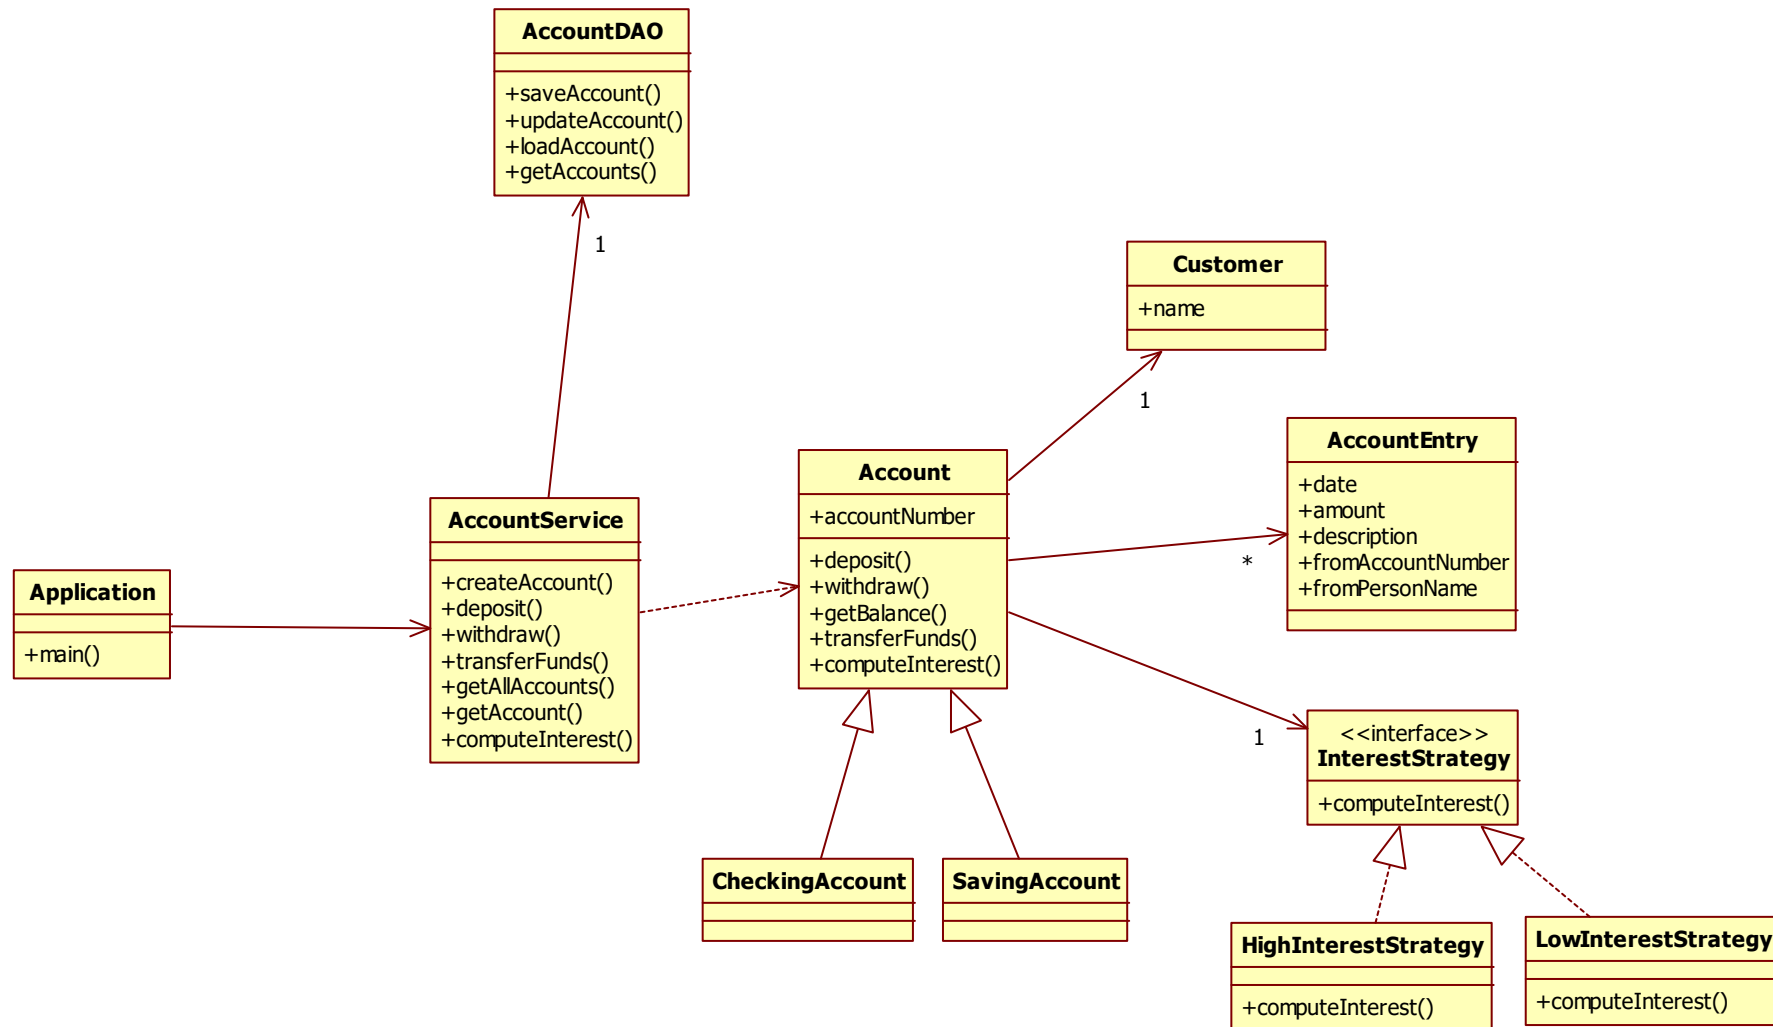 AccountDAO
+saveAccount()
+updateAccount()
+loadAccount()
+getAccounts()
1
Customer
+name
1
AccountEntry
+date
+amount
+description
+fromAccountNumber
+fromPersonName
*
Account
+accountNumber
+deposit()
+withdraw()
+getBalance()
+transferFunds()
+computeInterest()
AccountService
+createAccount()
+deposit()
+withdraw()
+transferFunds()
+getAllAccounts()
+getAccount()
+computeInterest()
Application
+main()
1
<<interface>>
InterestStrategy
+computeInterest()
CheckingAccount
SavingAccount
HighInterestStrategy
+computeInterest()
LowInterestStrategy
+computeInterest()